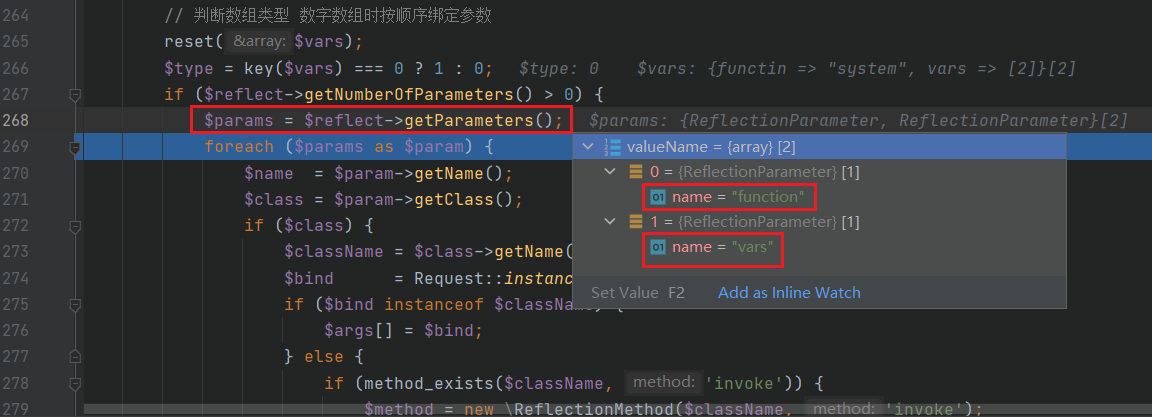 264 // 判断数组类型 数字数组时按顺序绑定参数
265 reset( &array: $vars);
266 $type = key($vars) === 0 ? 1 : 0; $type: 0 $vars: {functin => "system", vars => [2]}[2]
267 if ($reflect->getNumberOfParameters() > 0) {
268 $params = $reflect->getParameters(); $params: {ReflectionParameter, ReflectionParameter}[2]
269 foreach ($params as $param) {
valueName = {array} [2]
270 $name = $param->getName();
0 = {ReflectionParameter} [1]
271 $class = $param->getClass();
01 name = "function"
272 if ($class) {
1 = {ReflectionParameter} [1]
273 $className = $class->getName(
01 name = "vars"
274 $bind = Request::instanc
Set Value F2 Add as Inline Watch
275 if ($bind instanceof $className) {
276 $args[] = $bind;
277 } else {
278 if (method_exists($className, method: 'invoke')) {
279 $method = new \ReflectionMethod($className, method: 'invoke');